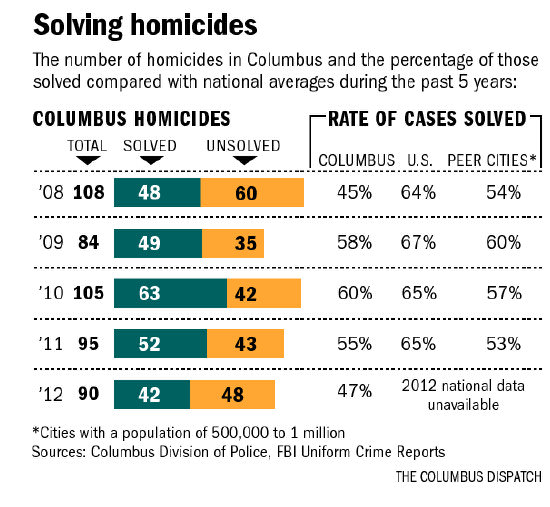 Solving homicides
The number of homicides in Columbus and the percentage of those
solved compared with national averages during the past 5 years:
COLUMBUS HOMICIDES
RATE OF CASES SOLVED
TOTAL SOLVED UNSOLVED
COLUMBUS U.S. PEER CITIES*
’08 108 48 60 45% 64% 54%
’09 84 49 35 58% 67% 60%
’10 105 63 42 60% 65% 57%
’11 95 52 43 55% 65% 53%
’12 90 42 48 47% 2012 national data
unavailable
*Cities with a population of 500,000 to 1 million
Sources: Columbus Division of Police, FBI Uniform Crime Reports
THE COLUMBUS DISPATCH